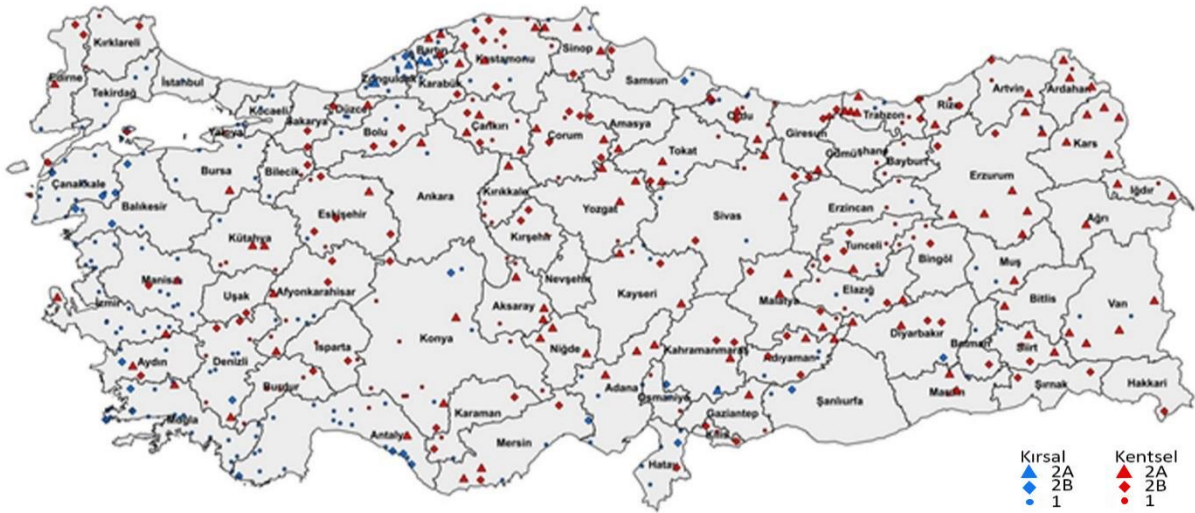 Kırklareli
Edirne
Tekirdağ
İstahbul
Kocaeli
Yalova
Sakarya
Düzce
Zonguldak
Bartın
Karabük
Kastamonu
Sinop
Samsun
Bolu
Çankırı
Çorum
Amasya
Ordu
Giresun
Trabzon
Rize
Artvin
Ardahan
Çanakkale
Balıkesir
Bursa
Bilecik
Eskişehir
Ankara
Kırıkkale
Yozgat
Tokat
Sivas
Gümüşhane
Bayburt
Erzincan
Erzurum
Kars
Iğdır
Ağrı
Kütahya
Kırşehir
Nevşehir
Kayseri
Tunceli
Bingöl
Muş
Bitlis
Van
Manisa
İzmir
Uşak
Afyonkarahisar
Konya
Aksaray
Niğde
Malatya
Elazığ
Diyarbakır
Batman
Siirt
Aydın
Denizli
Isparta
Burdur
Kahramanmaraş
Adıyaman
Mardin
Şırnak
Hakkari
Muğla
Antalya
Karaman
Mersin
Adana
Osmaniye
Gaziantep
Kilis
Şanlıurfa
Hatay
Kırsal Kentsel
2A 2A
2B 2B
1 1